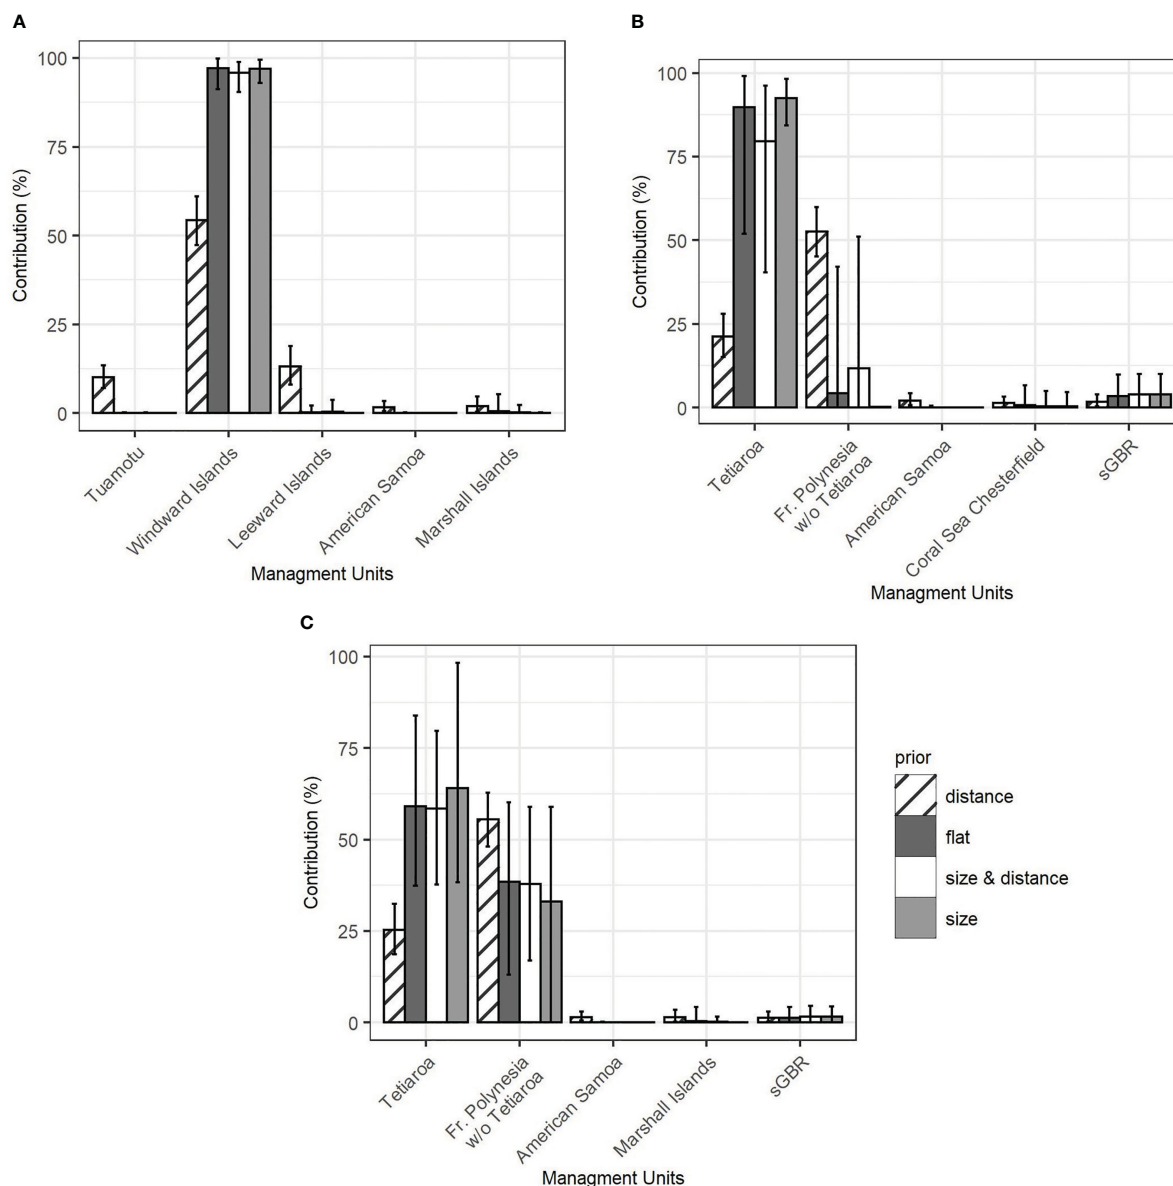 A
Contribution (%)
100
75
50
25
0
Tuamotu
Windward Islands
Leeward Islands
American Samoa
Marshall Islands
Managment Units
B
Contribution (%)
100
75
50
25
0
Tetiaroa
Fr. Polynesia
w/o Tetiaroa
American Samoa
Coral Sea Chesterfield
sGBR
Managment Units
C
Contribution (%)
100
75
50
25
0
Tetiaroa
Fr. Polynesia
w/o Tetiaroa
American Samoa
Marshall Islands
sGBR
Managment Units
prior
distance
flat
size & distance
size